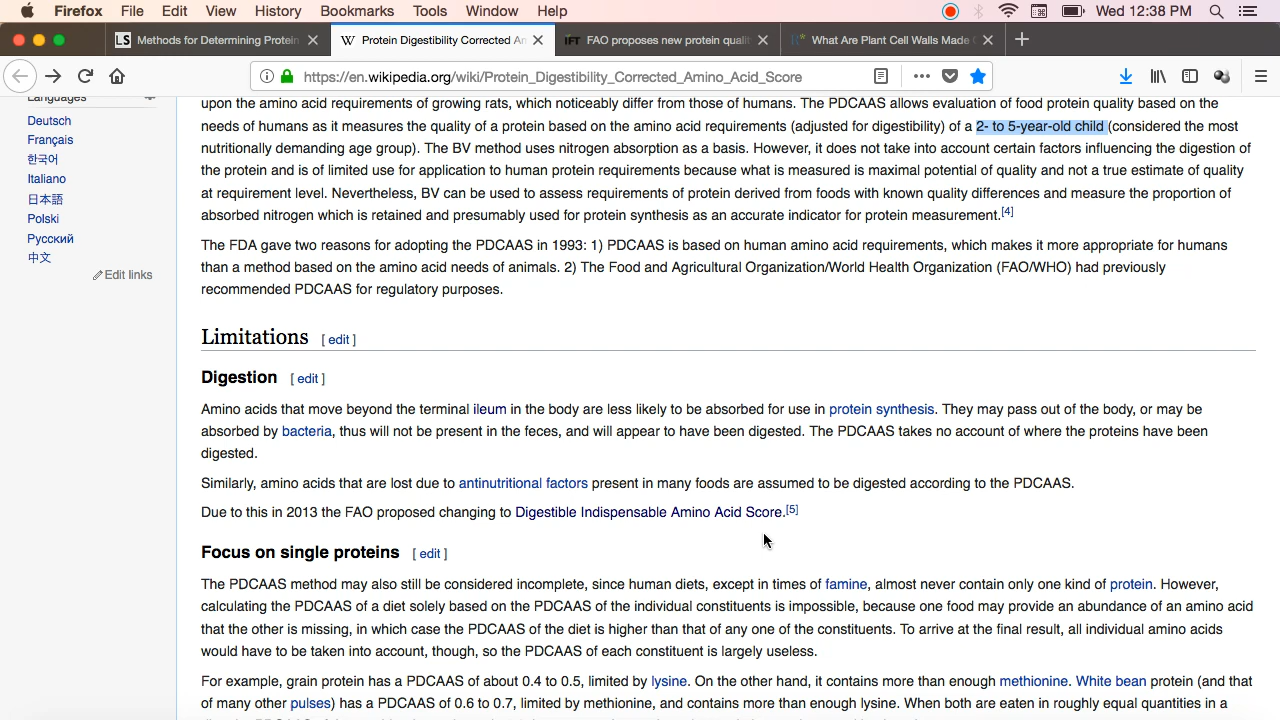 Firefox File Edit View History Bookmarks Tools Window Help Wed 12:38 PM
LS Methods for Determining Protein
W Protein Digestibility Corrected Am
IFT FAO proposes new protein quali
What Are Plant Cell Walls Made
https://en.wikipedia.org/wiki/Protein_Digestibility_Corrected_Amino_Acid_Score
Languages
Deutsch
Français
한국어
Italiano
日本語
Polski
Русский
中文
Edit links
upon the amino acid requirements of growing rats, which noticeably differ from those of humans. The PDCAAS allows evaluation of food protein quality based on the
needs of humans as it measures the quality of a protein based on the amino acid requirements (adjusted for digestibility) of a 2- to 5-year-old child (considered the most
nutritionally demanding age group). The BV method uses nitrogen absorption as a basis. However, it does not take into account certain factors influencing the digestion of
the protein and is of limited use for application to human protein requirements because what is measured is maximal potential of quality and not a true estimate of quality
at requirement level. Nevertheless, BV can be used to assess requirements of protein derived from foods with known quality differences and measure the proportion of
absorbed nitrogen which is retained and presumably used for protein synthesis as an accurate indicator for protein measurement.[4]
The FDA gave two reasons for adopting the PDCAAS in 1993: 1) PDCAAS is based on human amino acid requirements, which makes it more appropriate for humans
than a method based on the amino acid needs of animals. 2) The Food and Agricultural Organization/World Health Organization (FAO/WHO) had previously
recommended PDCAAS for regulatory purposes.
Limitations [ edit ]
Digestion [ edit ]
Amino acids that move beyond the terminal ileum in the body are less likely to be absorbed for use in protein synthesis. They may pass out of the body, or may be
absorbed by bacteria, thus will not be present in the feces, and will appear to have been digested. The PDCAAS takes no account of where the proteins have been
digested.
Similarly, amino acids that are lost due to antinutritional factors present in many foods are assumed to be digested according to the PDCAAS.
Due to this in 2013 the FAO proposed changing to Digestible Indispensable Amino Acid Score.[5]
Focus on single proteins [ edit ]
The PDCAAS method may also still be considered incomplete, since human diets, except in times of famine, almost never contain only one kind of protein. However,
calculating the PDCAAS of a diet solely based on the PDCAAS of the individual constituents is impossible, because one food may provide an abundance of an amino acid
that the other is missing, in which case the PDCAAS of the diet is higher than that of any one of the constituents. To arrive at the final result, all individual amino acids
would have to be taken into account, though, so the PDCAAS of each constituent is largely useless.
For example, grain protein has a PDCAAS of about 0.4 to 0.5, limited by lysine. On the other hand, it contains more than enough methionine. White bean protein (and that
of many other pulses) has a PDCAAS of 0.6 to 0.7, limited by methionine, and contains more than enough lysine. When both are eaten in roughly equal quantities in a